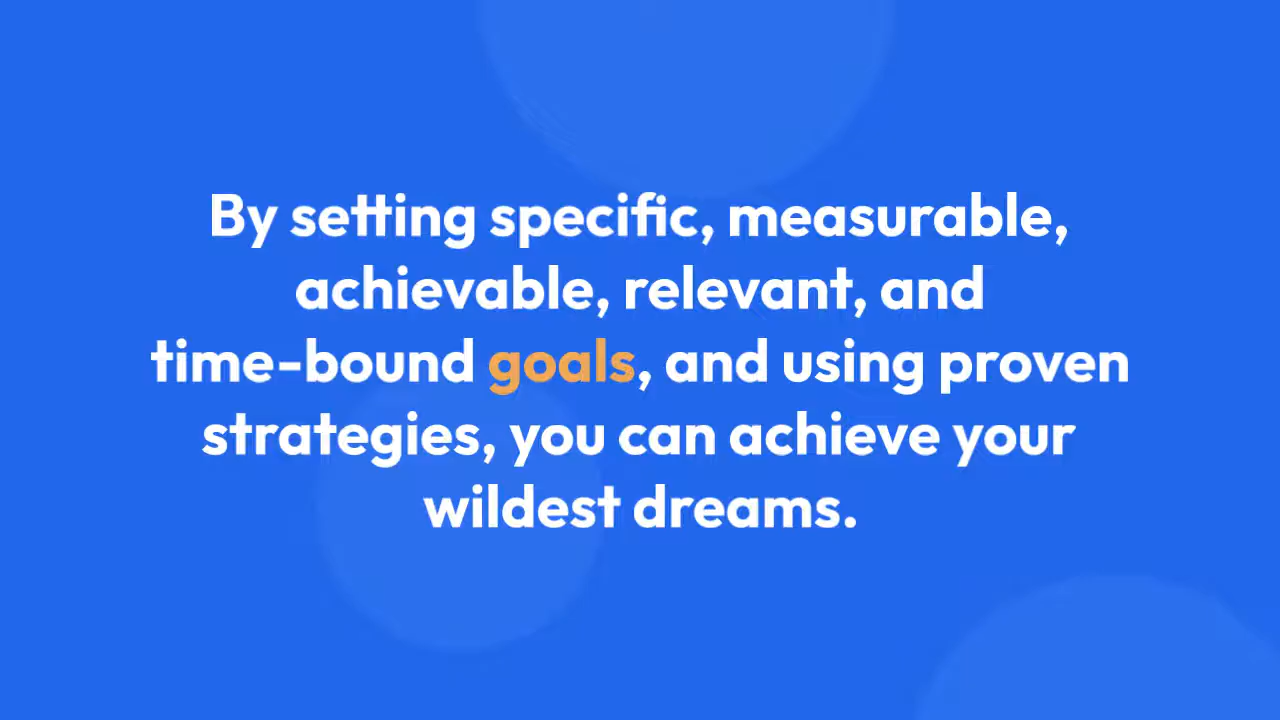 By setting specific, measurable,
achievable, relevant, and
time-bound goals, and using proven
strategies, you can achieve your
wildest dreams.